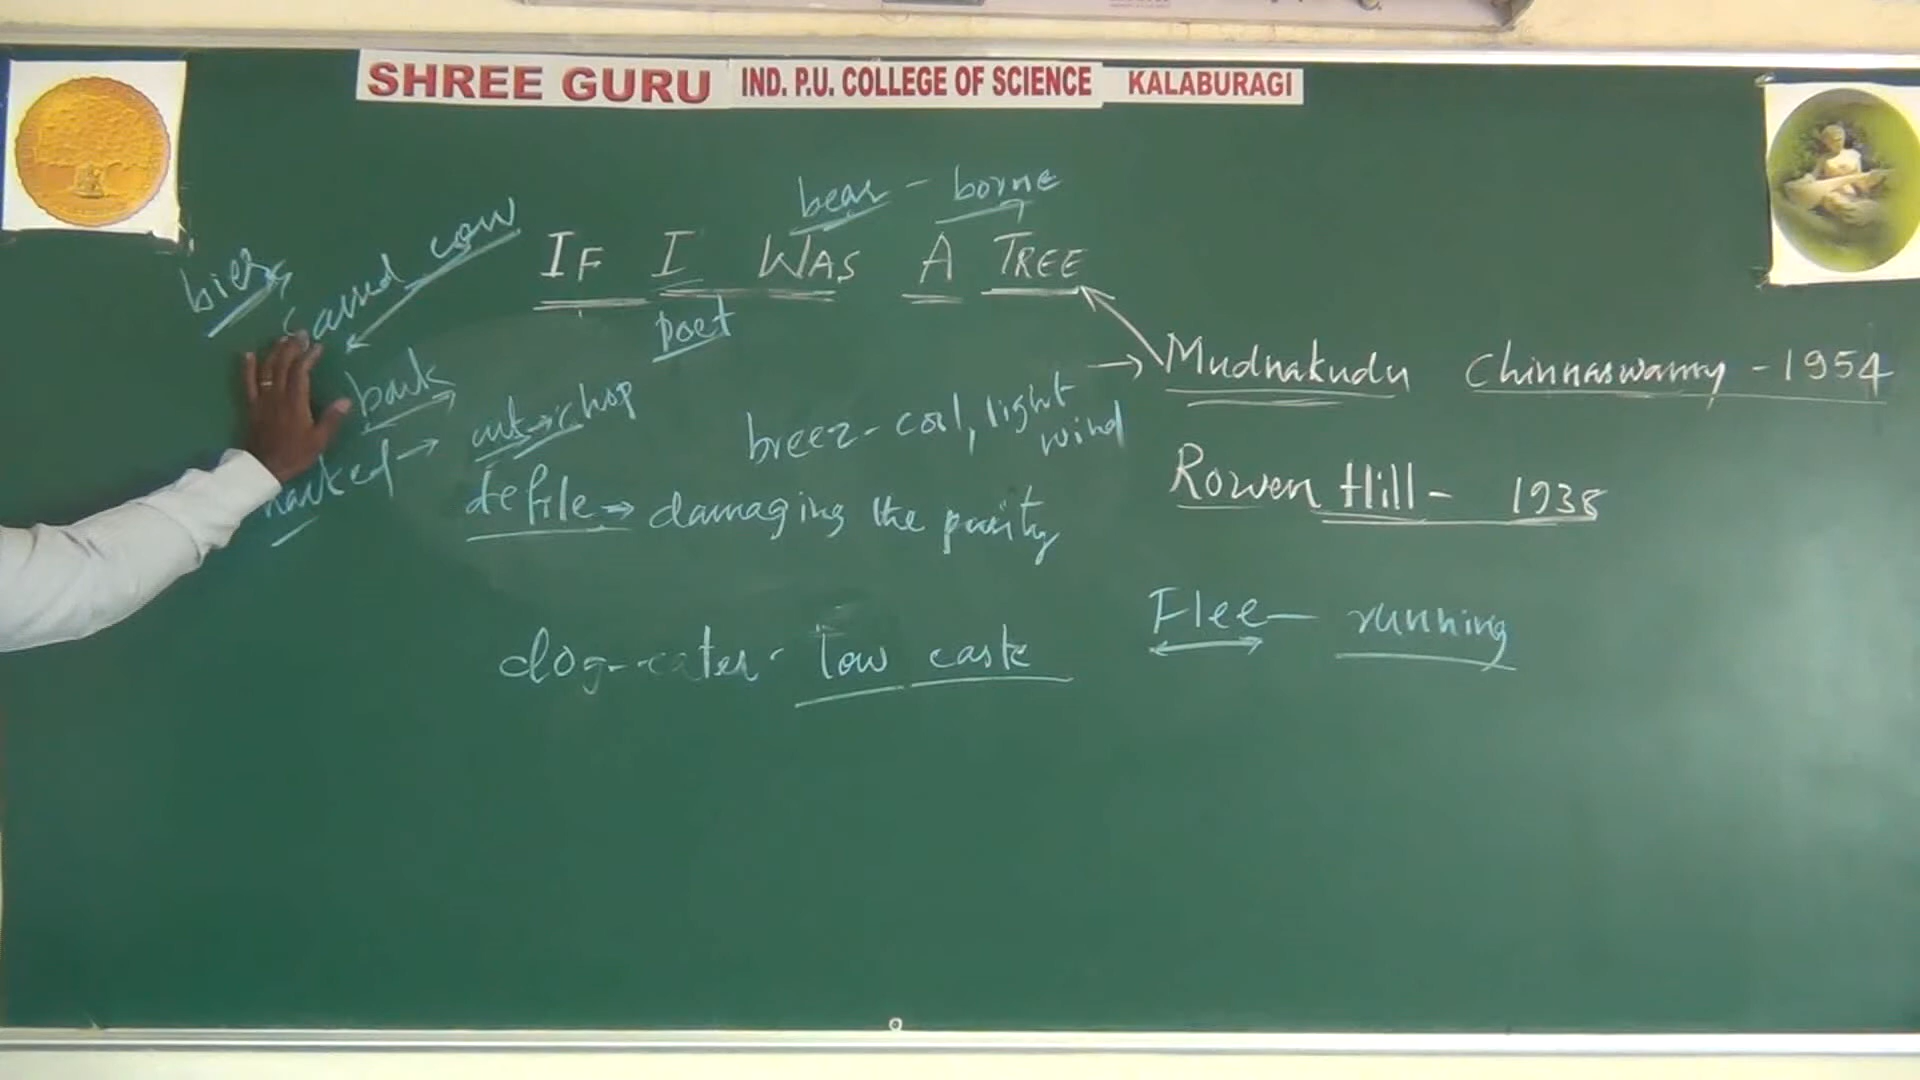 SHREE GURU IND. P.U. COLLEGE OF SCIENCE KALABURAGI
bear - borne
bier
Sacred cow
IF I WAS A TREE
poet
Mudnakudu Chinnaswamy - 1954
bark
cut → chop
breez - cool, light
wind
hacked →
Rowen Hill - 1938
defile → damaging the purity
Flee - running
dog-eater - low caste